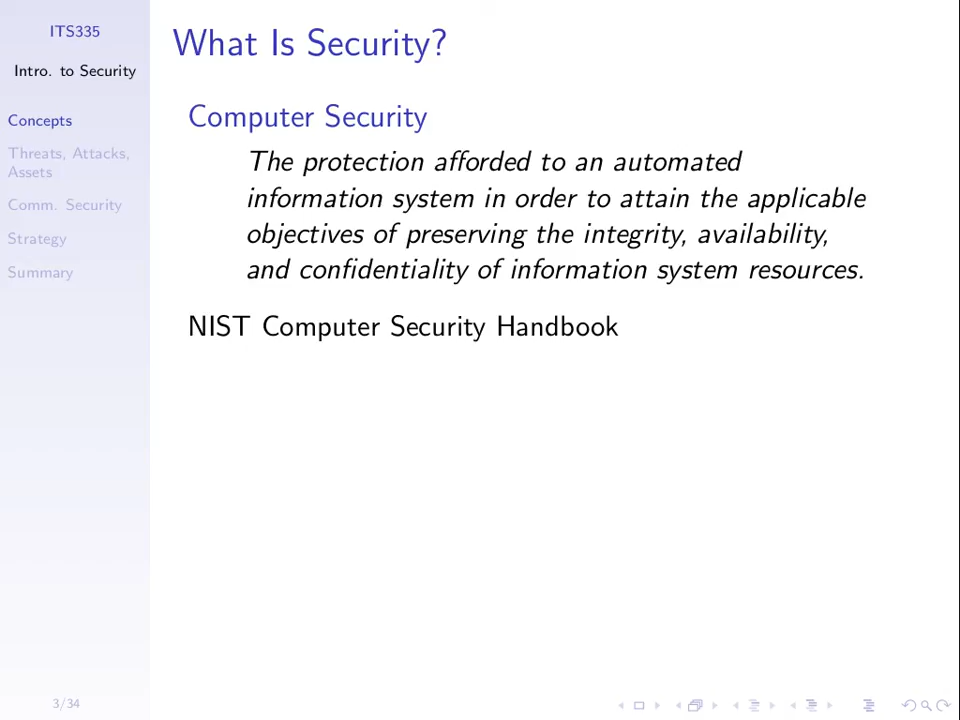 ITS335
Intro. to Security
Concepts
Threats, Attacks,
Assets
Comm. Security
Strategy
Summary
3/34
What Is Security?
Computer Security
The protection afforded to an automated
information system in order to attain the applicable
objectives of preserving the integrity, availability,
and confidentiality of information system resources.
NIST Computer Security Handbook